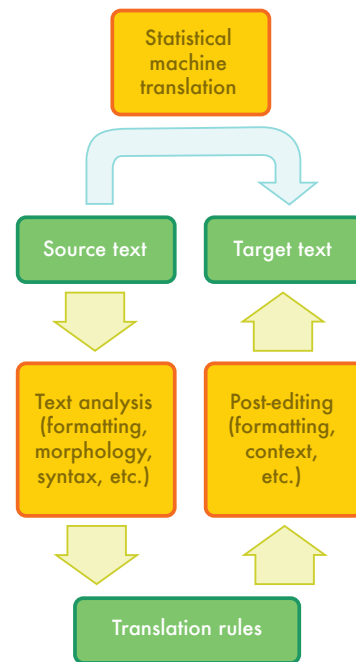 Statistical
machine
translation
Source text
Target text
Text analysis
(formatting,
morphology,
syntax, etc.)
Post-editing
(formatting,
context,
etc.)
Translation rules